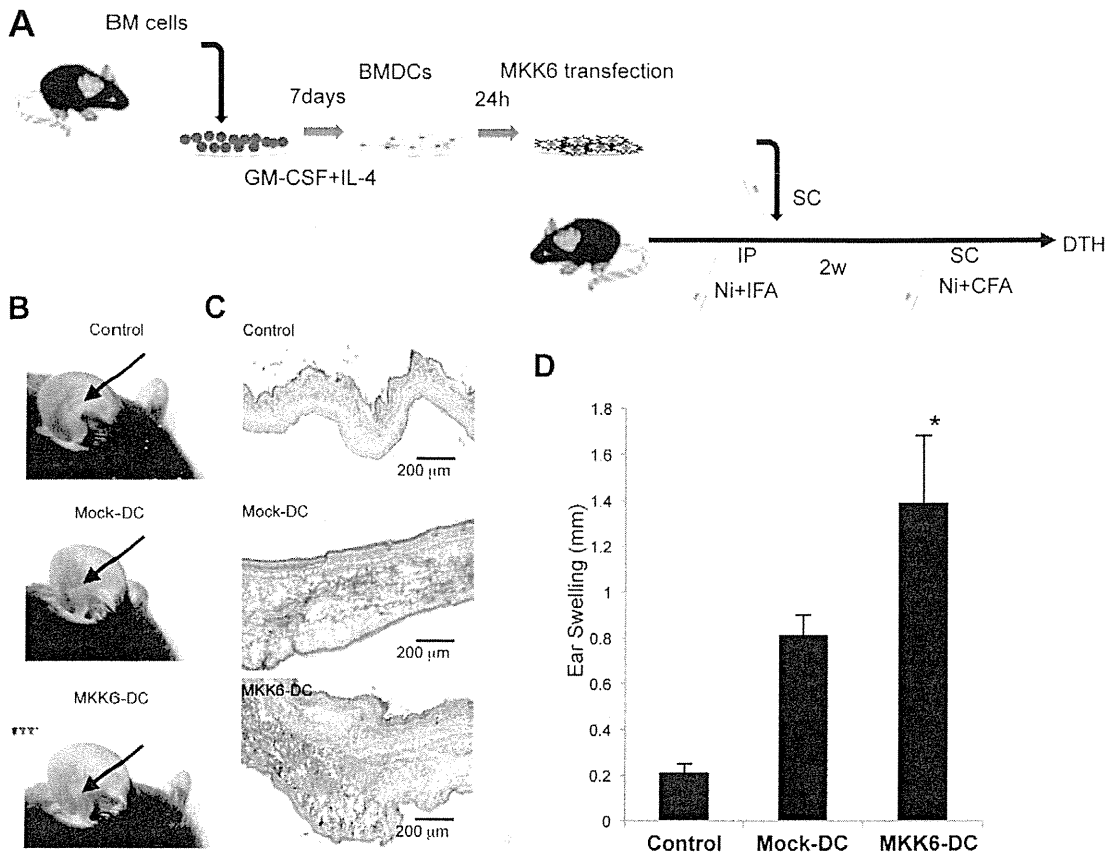 A
BM cells
7days
BMDCs
24h
MKK6 transfection
GM-CSF+IL-4
SC
IP
2w
SC
DTH
Ni+IFA
Ni+CFA
B
Control
Mock-DC
MKK6-DC
C
Control
200 μm
Mock-DC
200 μm
MKK6-DC
200 μm
D
Ear Swelling (mm)
1.8
1.6
1.4
1.2
1
0.8
0.6
0.4
0.2
0
*
Control
Mock-DC
MKK6-DC